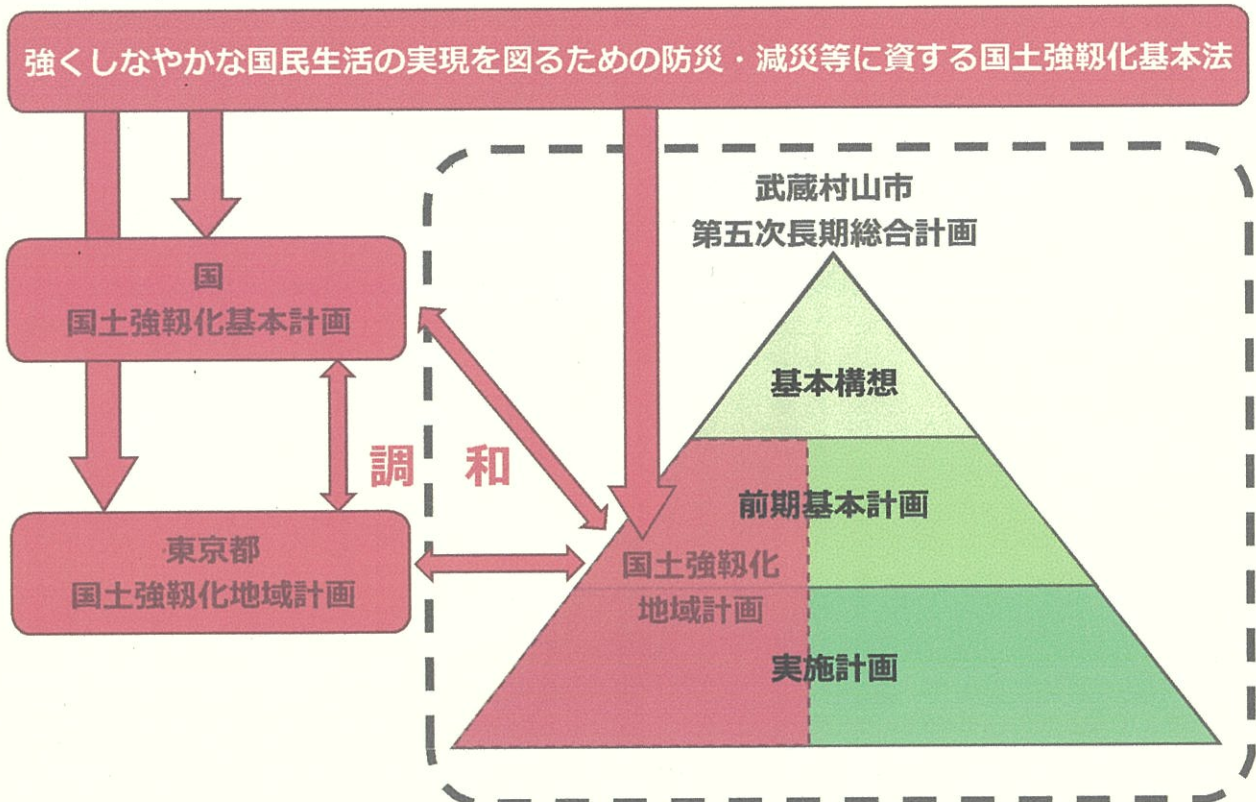 強くしなやかな国民生活の実現を図るための防災・減災等に資する国土強靱化基本法
武蔵村山市
第五次長期総合計画
国
国土強靱化基本計画
基本構想
調和
前期基本計画
東京都
国土強靱化地域計画
国土強靱化
地域計画
実施計画